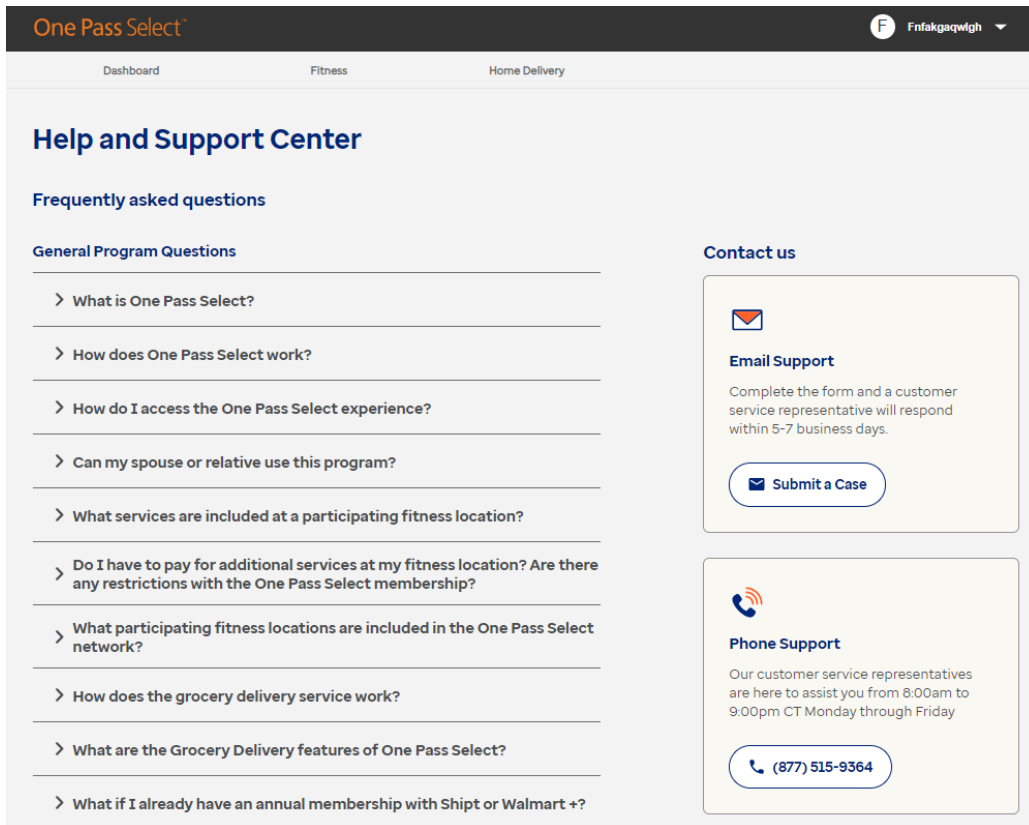 One Pass Select™
F
Fnfakgaqwlgh
Dashboard
Fitness
Home Delivery
Help and Support Center
Frequently asked questions
General Program Questions
What is One Pass Select?
How does One Pass Select work?
How do I access the One Pass Select experience?
Can my spouse or relative use this program?
What services are included at a participating fitness location?
Do I have to pay for additional services at my fitness location? Are there
any restrictions with the One Pass Select membership?
What participating fitness locations are included in the One Pass Select
network?
How does the grocery delivery service work?
What are the Grocery Delivery features of One Pass Select?
What if I already have an annual membership with Shipt or Walmart +?
Contact us
Email Support
Complete the form and a customer
service representative will respond
within 5-7 business days.
Submit a Case
Phone Support
Our customer service representatives
are here to assist you from 8:00am to
9:00pm CT Monday through Friday
(877) 515-9364